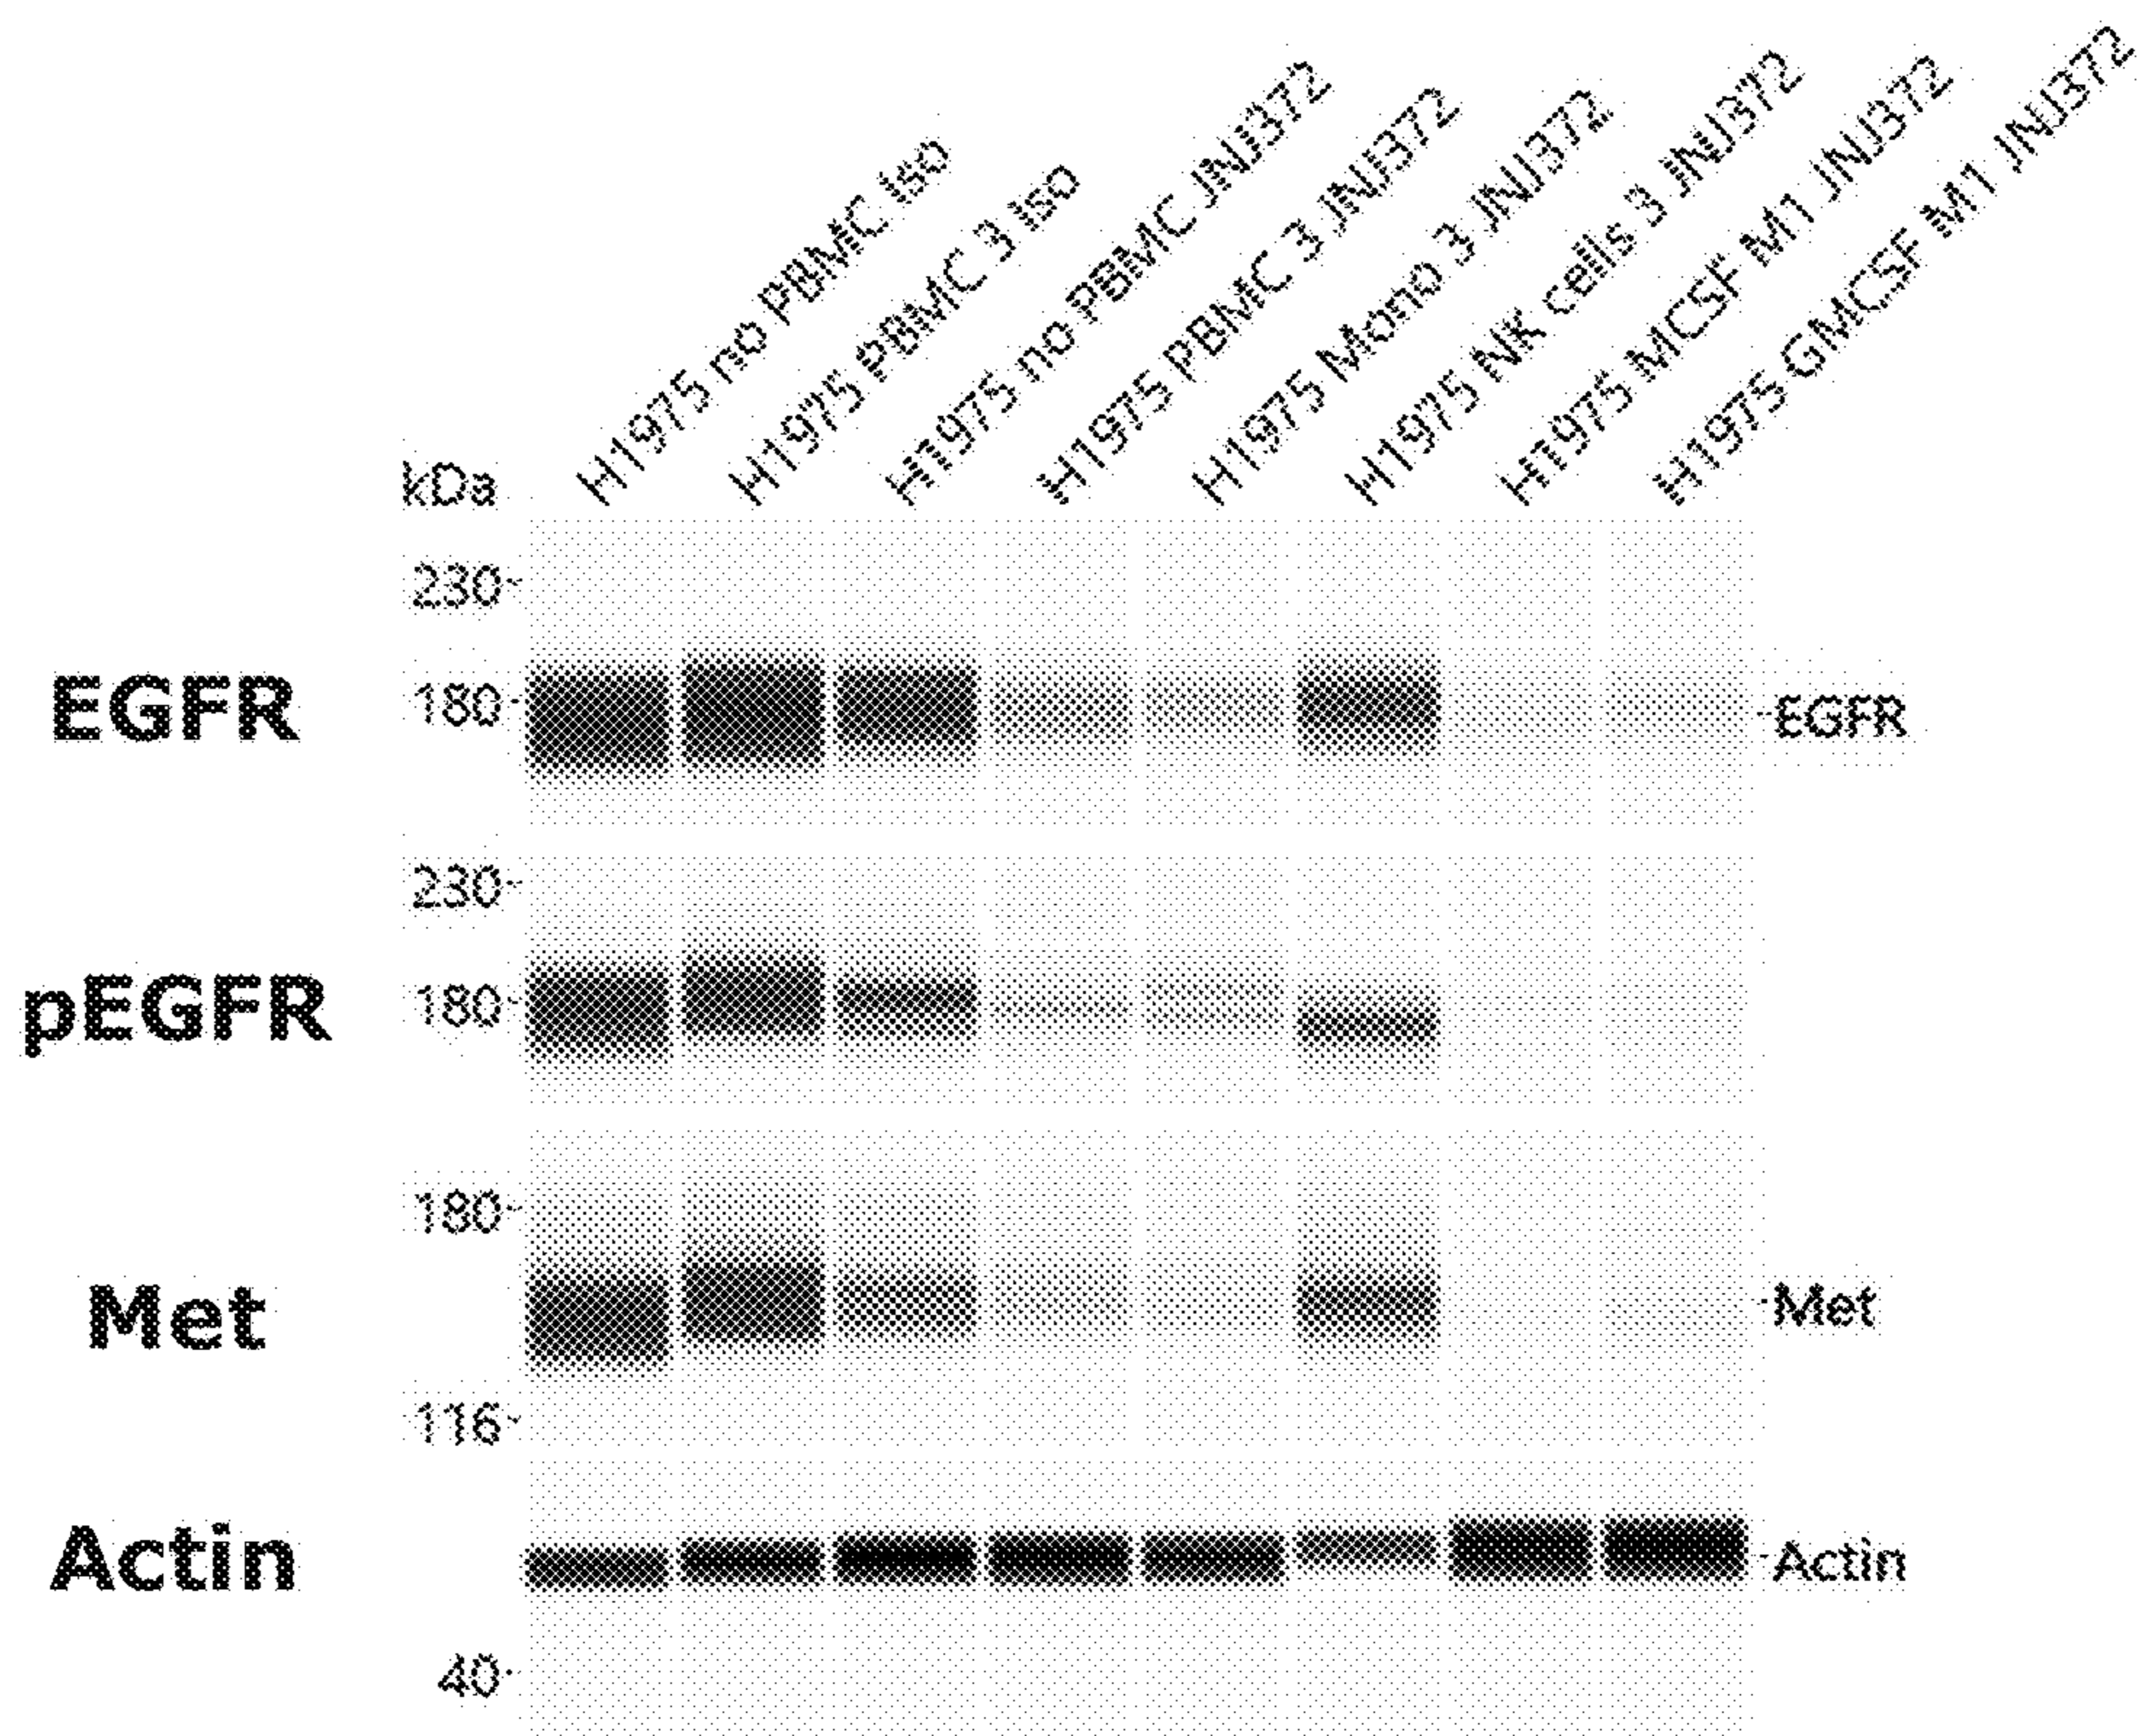 H1975 no PBMC iso
H1975 PBMC 3 iso
H1975 no PBMC JNJ372
H1975 PBMC 3 JNJ372
H1975 Mono 3 JNJ372
H1975 NK cells 3 JNJ372
H1975 MCSF M1 JNJ372
H1975 GMCSF M1 JNJ372
kDa
230
EGFR 180 EGFR
230
pEGFR 180
180
Met Met
116
Actin Actin
40